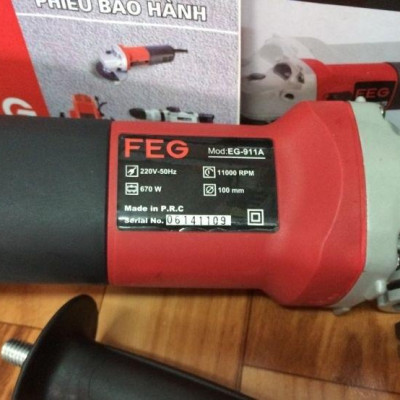 PHIẾU BẢO HÀNH
FEG
G
FEG Mod:EG-911A
220V-50Hz 11000 RPM
670 W 100 mm
Made in P.R.C
Serial No. 06141109